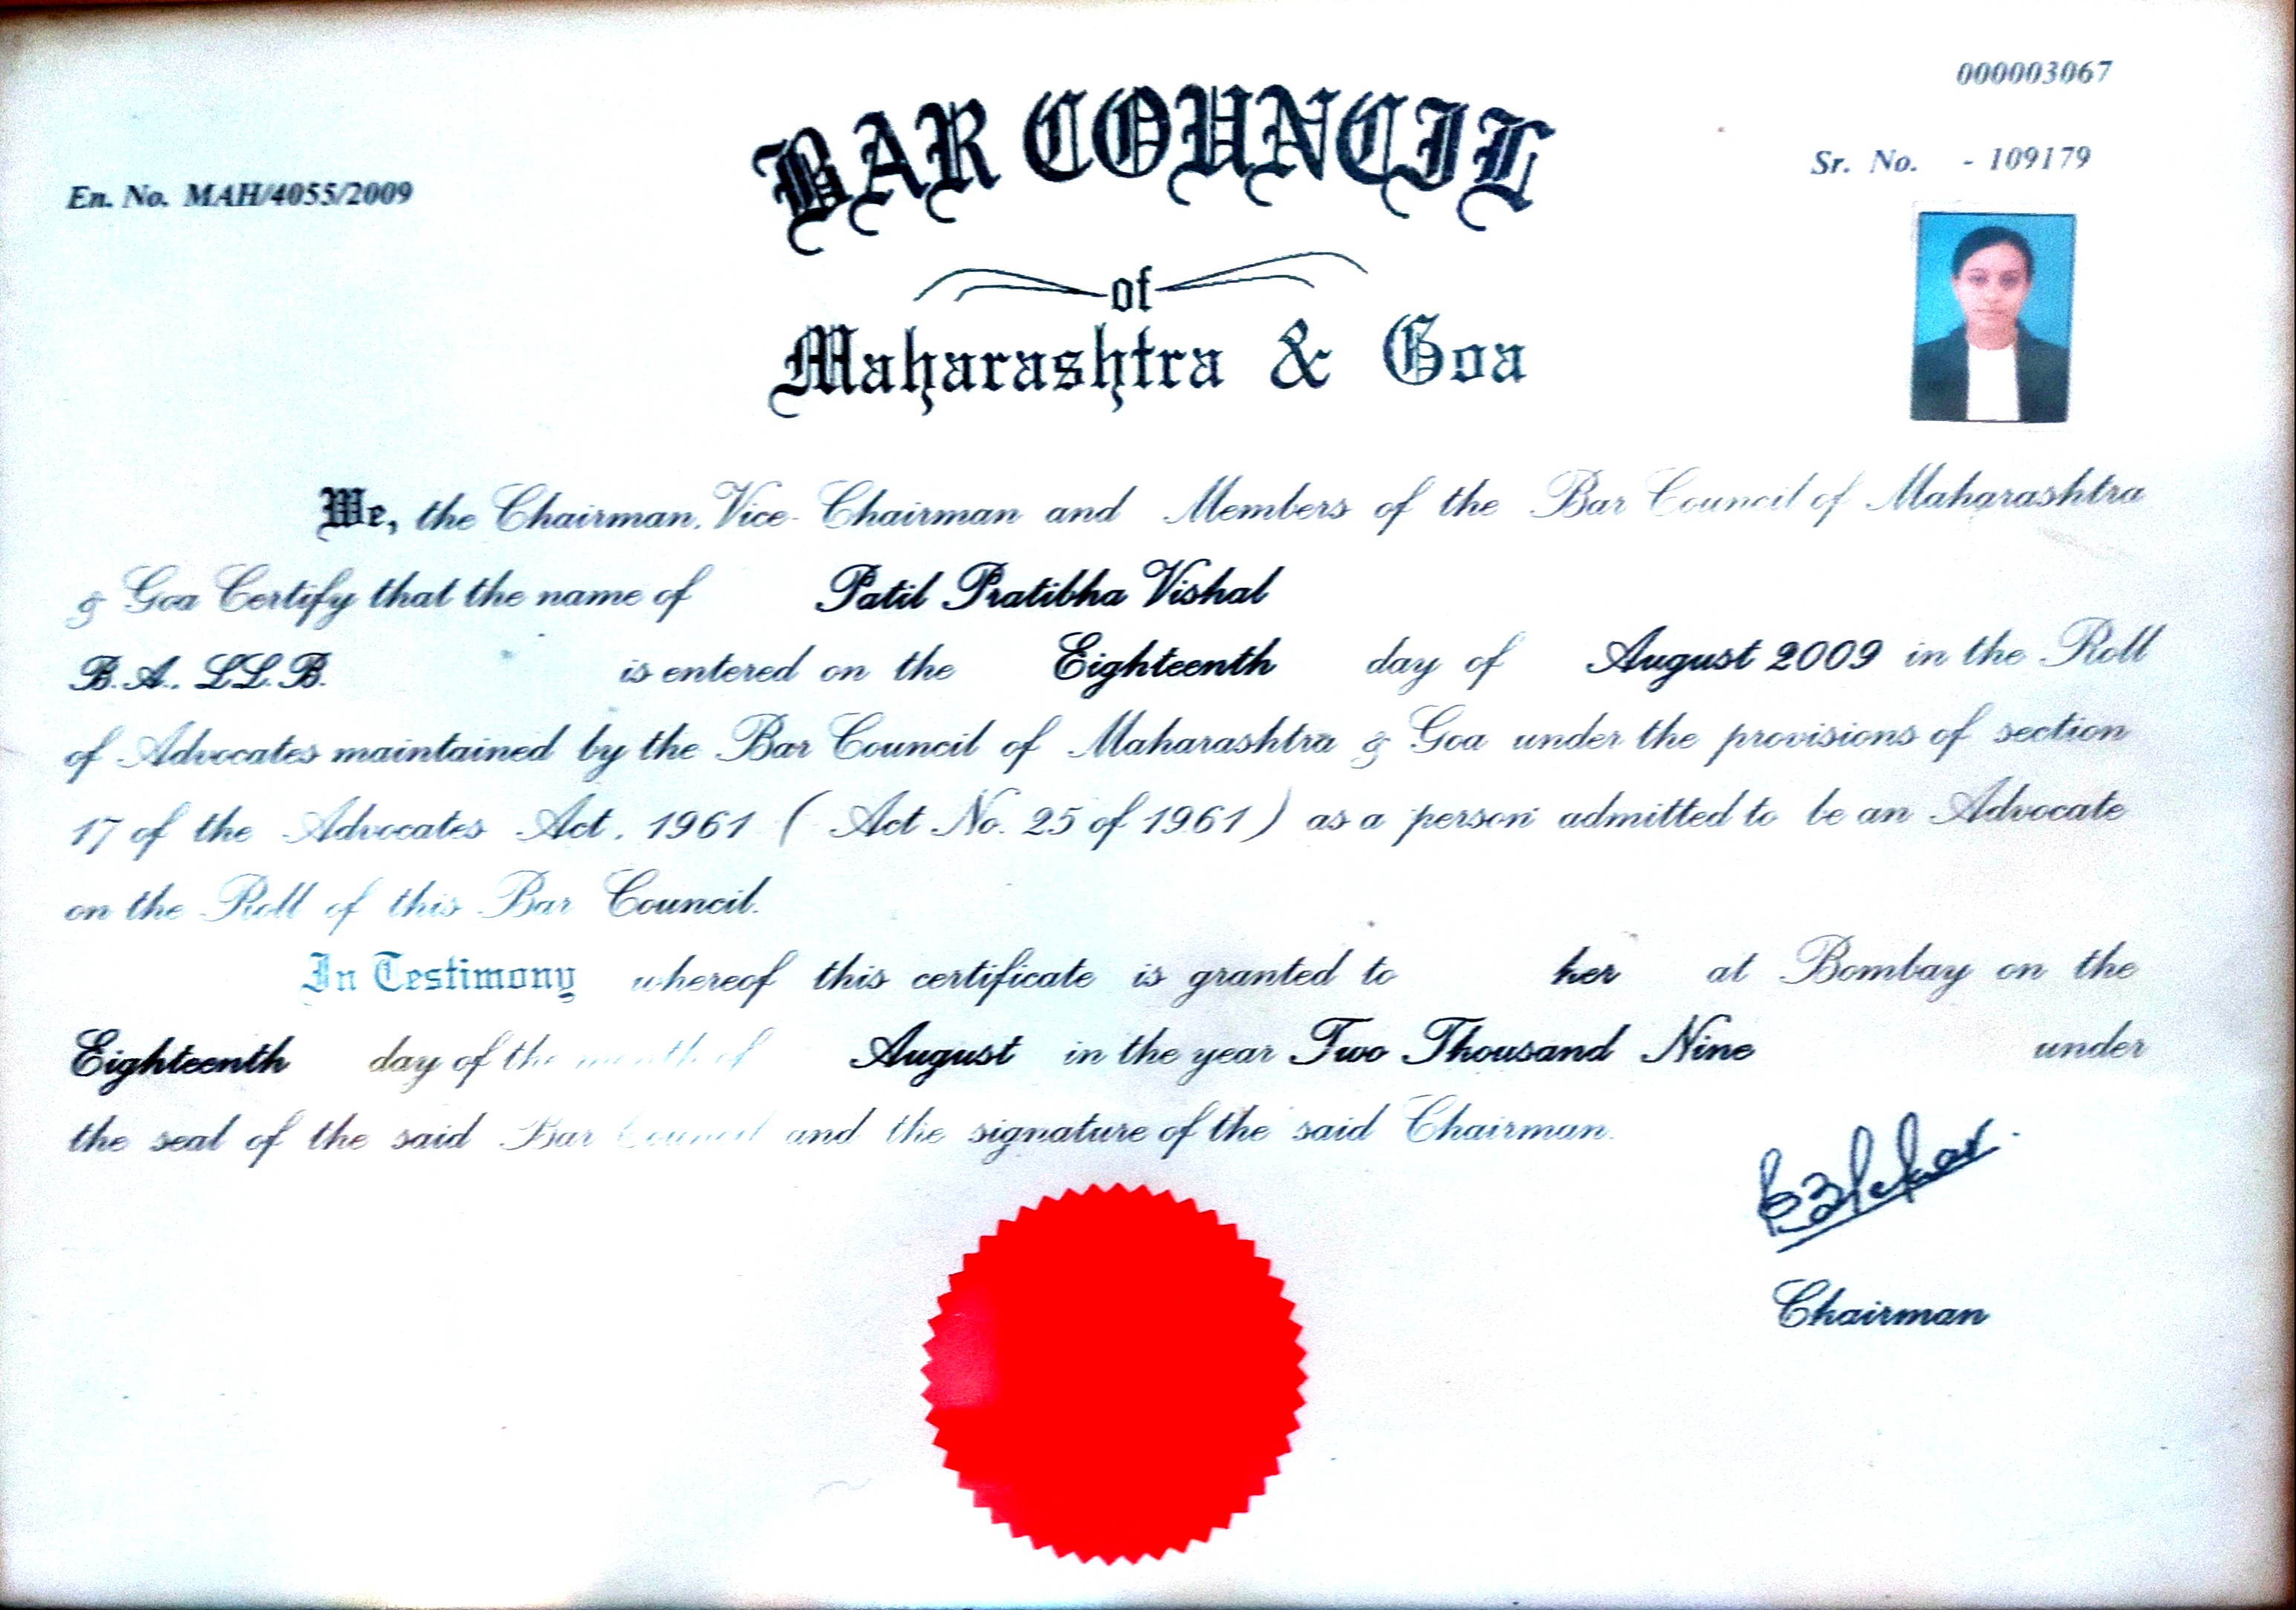 000003067
BAR COUNCIL
Sr. No. - 109179
En. No. MAH/4055/2009
of
Maharashtra & Goa
We, the Chairman, Vice-Chairman and Members of the Bar Council of Maharashtra
& Goa Certify that the name of Patil Pratibha Vishal
B.A., LL.B. is entered on the Eighteenth day of August 2009 in the Roll
of Advocates maintained by the Bar Council of Maharashtra & Goa under the provisions of section
17 of the Advocates Act, 1961 ( Act No. 25 of 1961 ) as a person admitted to be an Advocate
on the Roll of this Bar Council.
In Testimony whereof this certificate is granted to her at Bombay on the
Eighteenth day of the month of August in the year Two Thousand Nine under
the seal of the said Bar Council and the signature of the said Chairman.
Chairman